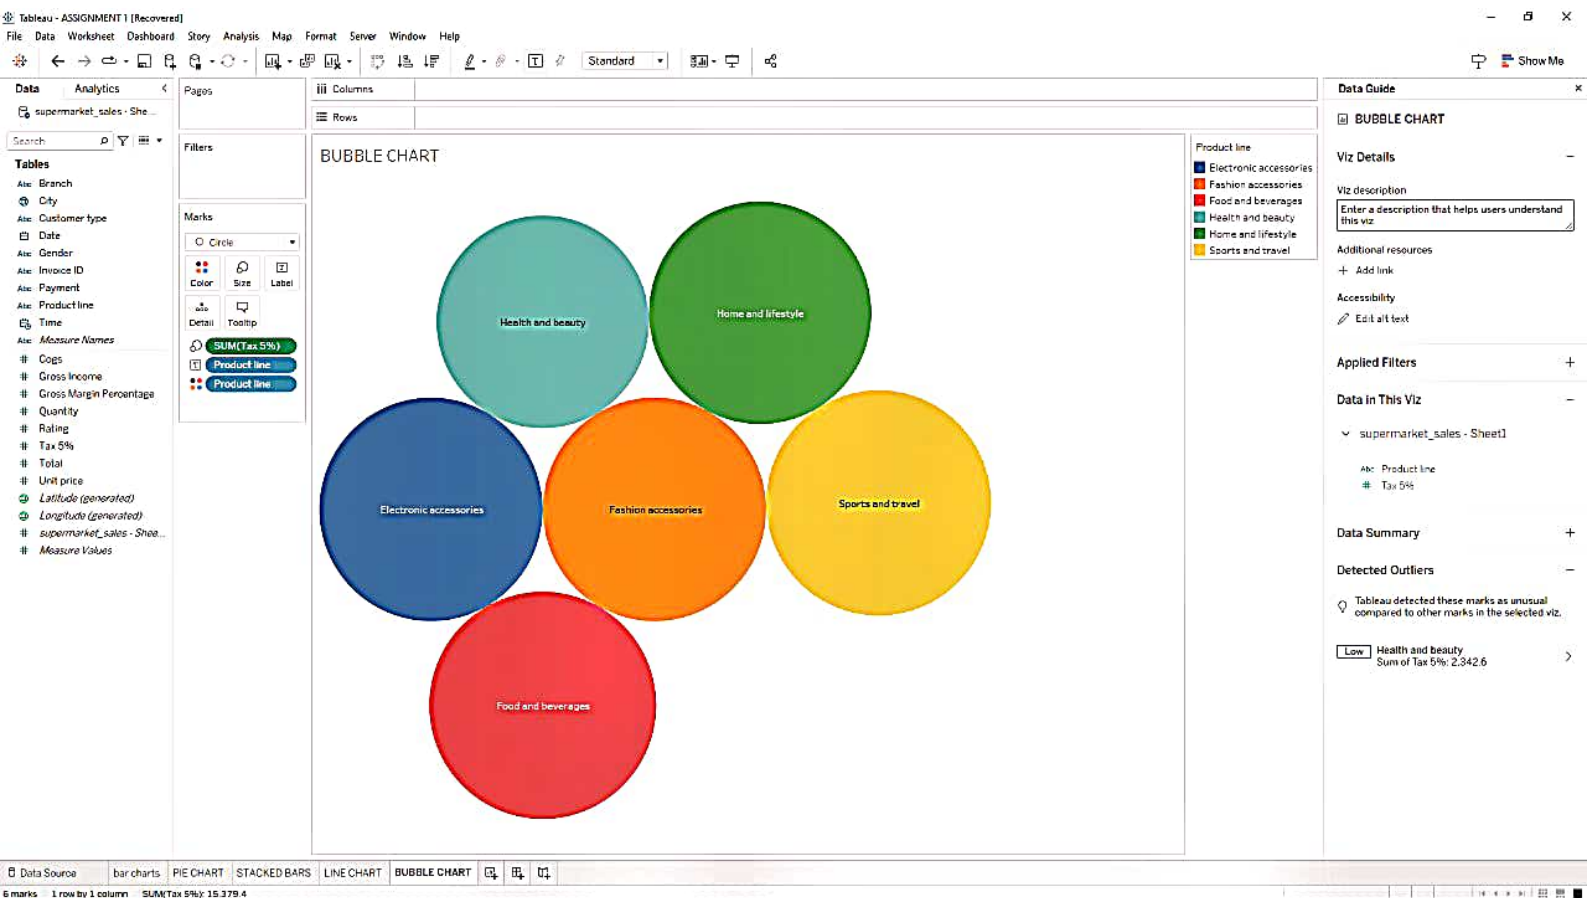 Tableau - ASSIGNMENT 1 [Recovered]
File Data Worksheet Dashboard Story Analysis Map Format Server Window Help
Standard
Show Me
Data Analytics
supermarket_sales - She...
Search
Tables
Abc Branch
City
Abc Customer type
Date
Abc Gender
Abc Invoice ID
Abc Payment
Abc Product line
Time
Abc Measure Names
# Cogs
# Gross Income
# Gross Margin Percentage
# Quantity
# Rating
# Tax 5%
# Total
# Unit price
Latitude (generated)
Longitude (generated)
# supermarket_sales - Shee...
# Measure Values
Pages
Filters
Marks
Circle
Color Size Label
Detail Tooltip
SUM(Tax 5%)
Product line
Product line
Columns
Rows
BUBBLE CHART
Health and beauty
Home and lifestyle
Electronic accessories
Fashion accessories
Sports and travel
Food and beverages
Product line
Electronic accessories
Fashion accessories
Food and beverages
Health and beauty
Home and lifestyle
Sports and travel
Data Guide
BUBBLE CHART
Viz Details
Viz description
Enter a description that helps users understand
this viz
Additional resources
+ Add link
Accessibility
Edit alt text
Applied Filters
Data in This Viz
supermarket_sales - Sheet1
Abc Product line
# Tax 5%
Data Summary
Detected Outliers
Tableau detected these marks as unusual
compared to other marks in the selected viz.
Low Health and beauty
Sum of Tax 5%: 2,342.6
Data Source bar charts PIE CHART STACKED BARS LINE CHART BUBBLE CHART
6 marks 1 row by 1 column SUM(Tax 5%): 15,379.4